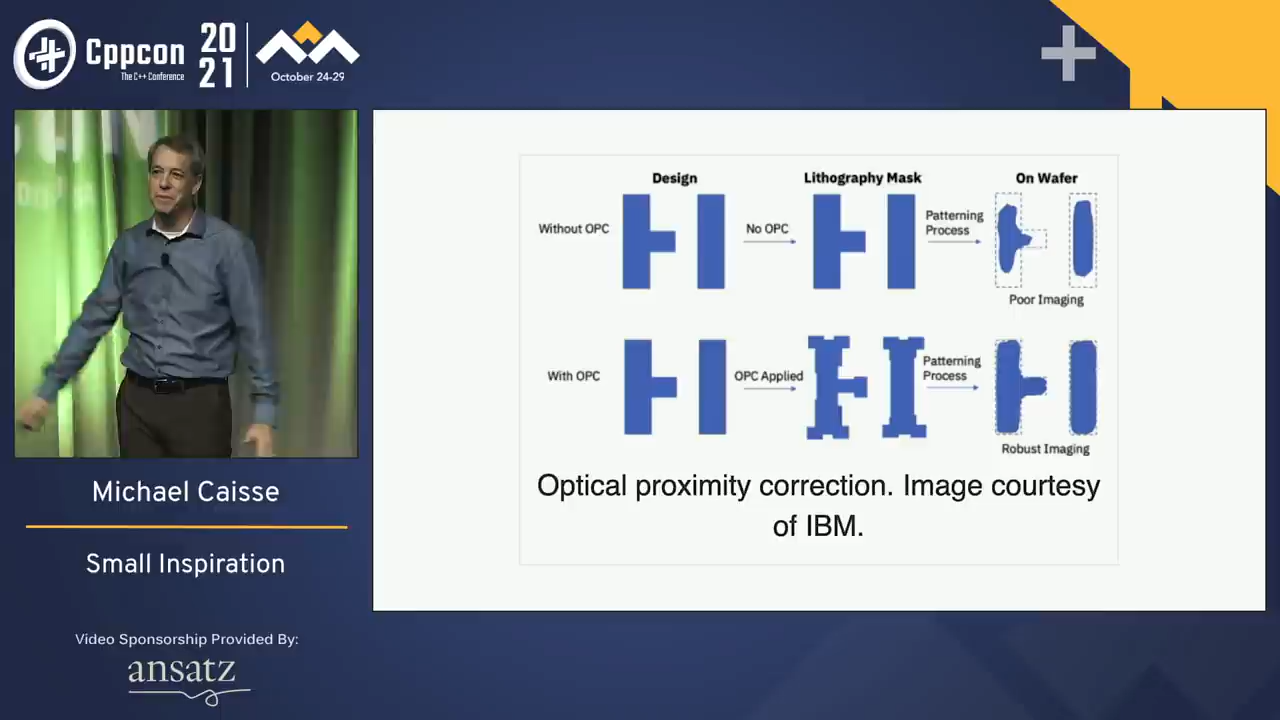 Cppcon
The C++ Conference
20
21
October 24-29
Design
Lithography Mask
On Wafer
Without OPC
No OPC
Patterning
Process
Poor Imaging
With OPC
OPC Applied
Patterning
Process
Robust Imaging
Optical proximity correction. Image courtesy
of IBM.
Michael Caisse
Small Inspiration
Video Sponsorship Provided By:
ansatz